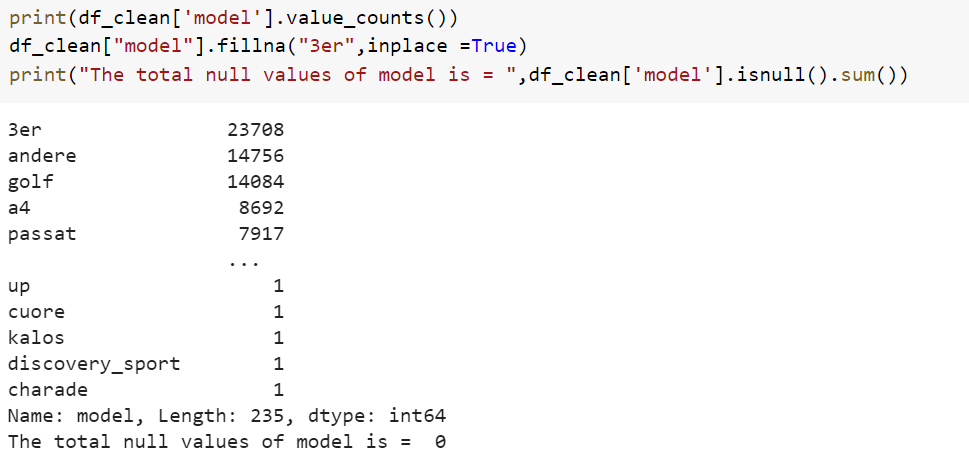 print(df_clean['model'].value_counts())
df_clean["model"].fillna("3er",inplace =True)
print("The total null values of model is = ",df_clean['model'].isnull().sum())
3er 23708
andere 14756
golf 14084
a4 8692
passat 7917
...
up 1
cuore 1
kalos 1
discovery_sport 1
charade 1
Name: model, Length: 235, dtype: int64
The total null values of model is =  0